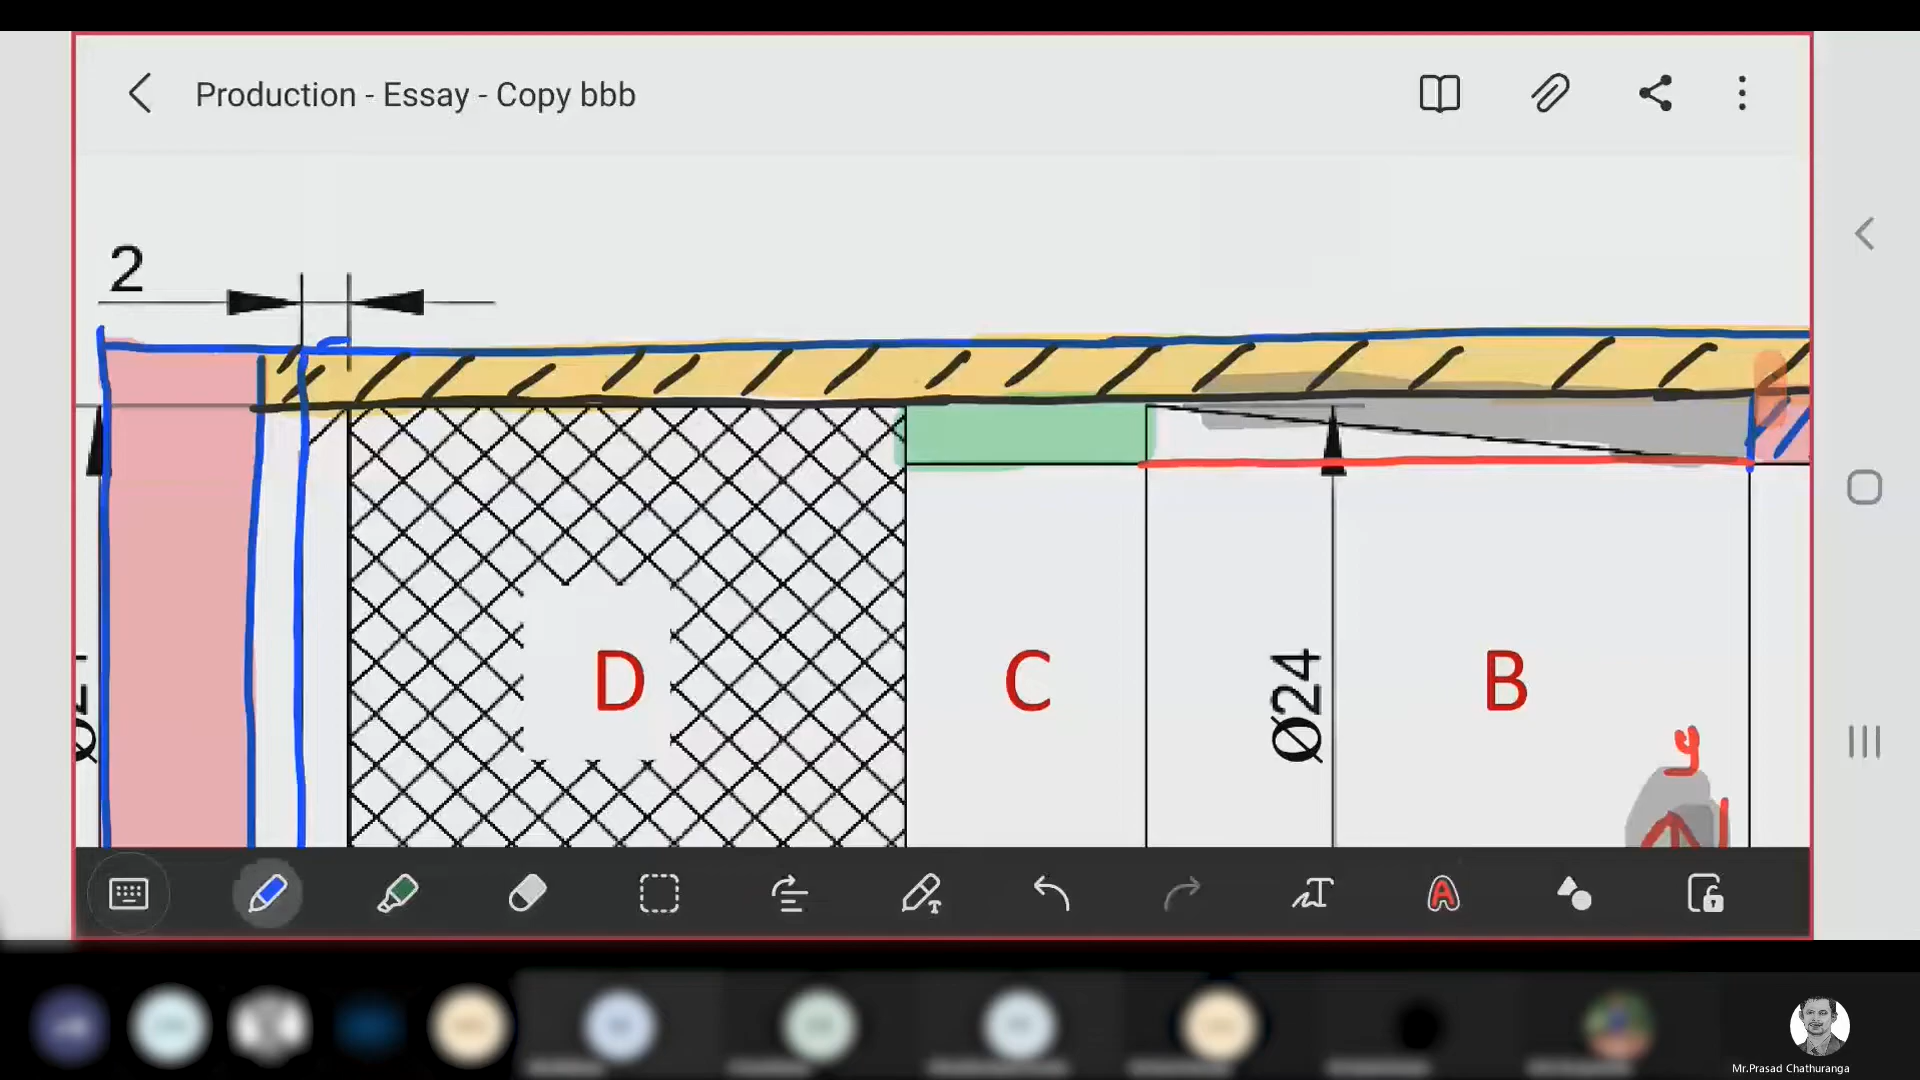 Production - Essay - Copy bbb
2
D
C
Ø24
B
y
Mr.Prasad Chathuranga